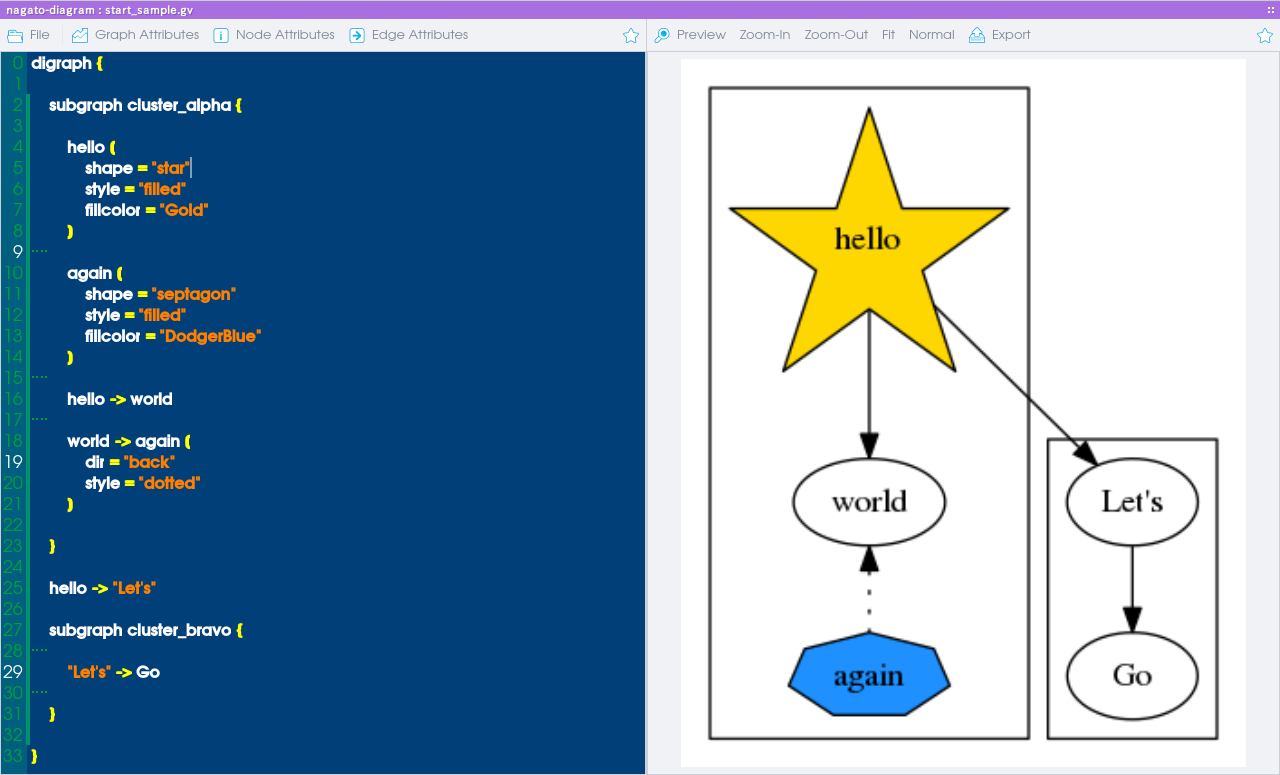 nagato-diagram : start_sample.gv
File Graph Attributes Node Attributes Edge Attributes
Preview Zoom-In Zoom-Out Fit Normal Export
0 digraph {
1
2 subgraph cluster_alpha {
3
4 hello (
5 shape = "star"
6 style = "filled"
7 fillcolor = "Gold"
8 )
9 ····
10 again (
11 shape = "septagon"
12 style = "filled"
13 fillcolor = "DodgerBlue"
14 )
15 ····
16 hello -> world
17 ····
18 world -> again (
19 dir = "back"
20 style = "dotted"
21 )
22
23 }
24
25 hello -> "Let's"
26
27 subgraph cluster_bravo {
28 ····
29 "Let's" -> Go
30 ····
31 }
32
33 }
hello
world
again
Let's
Go